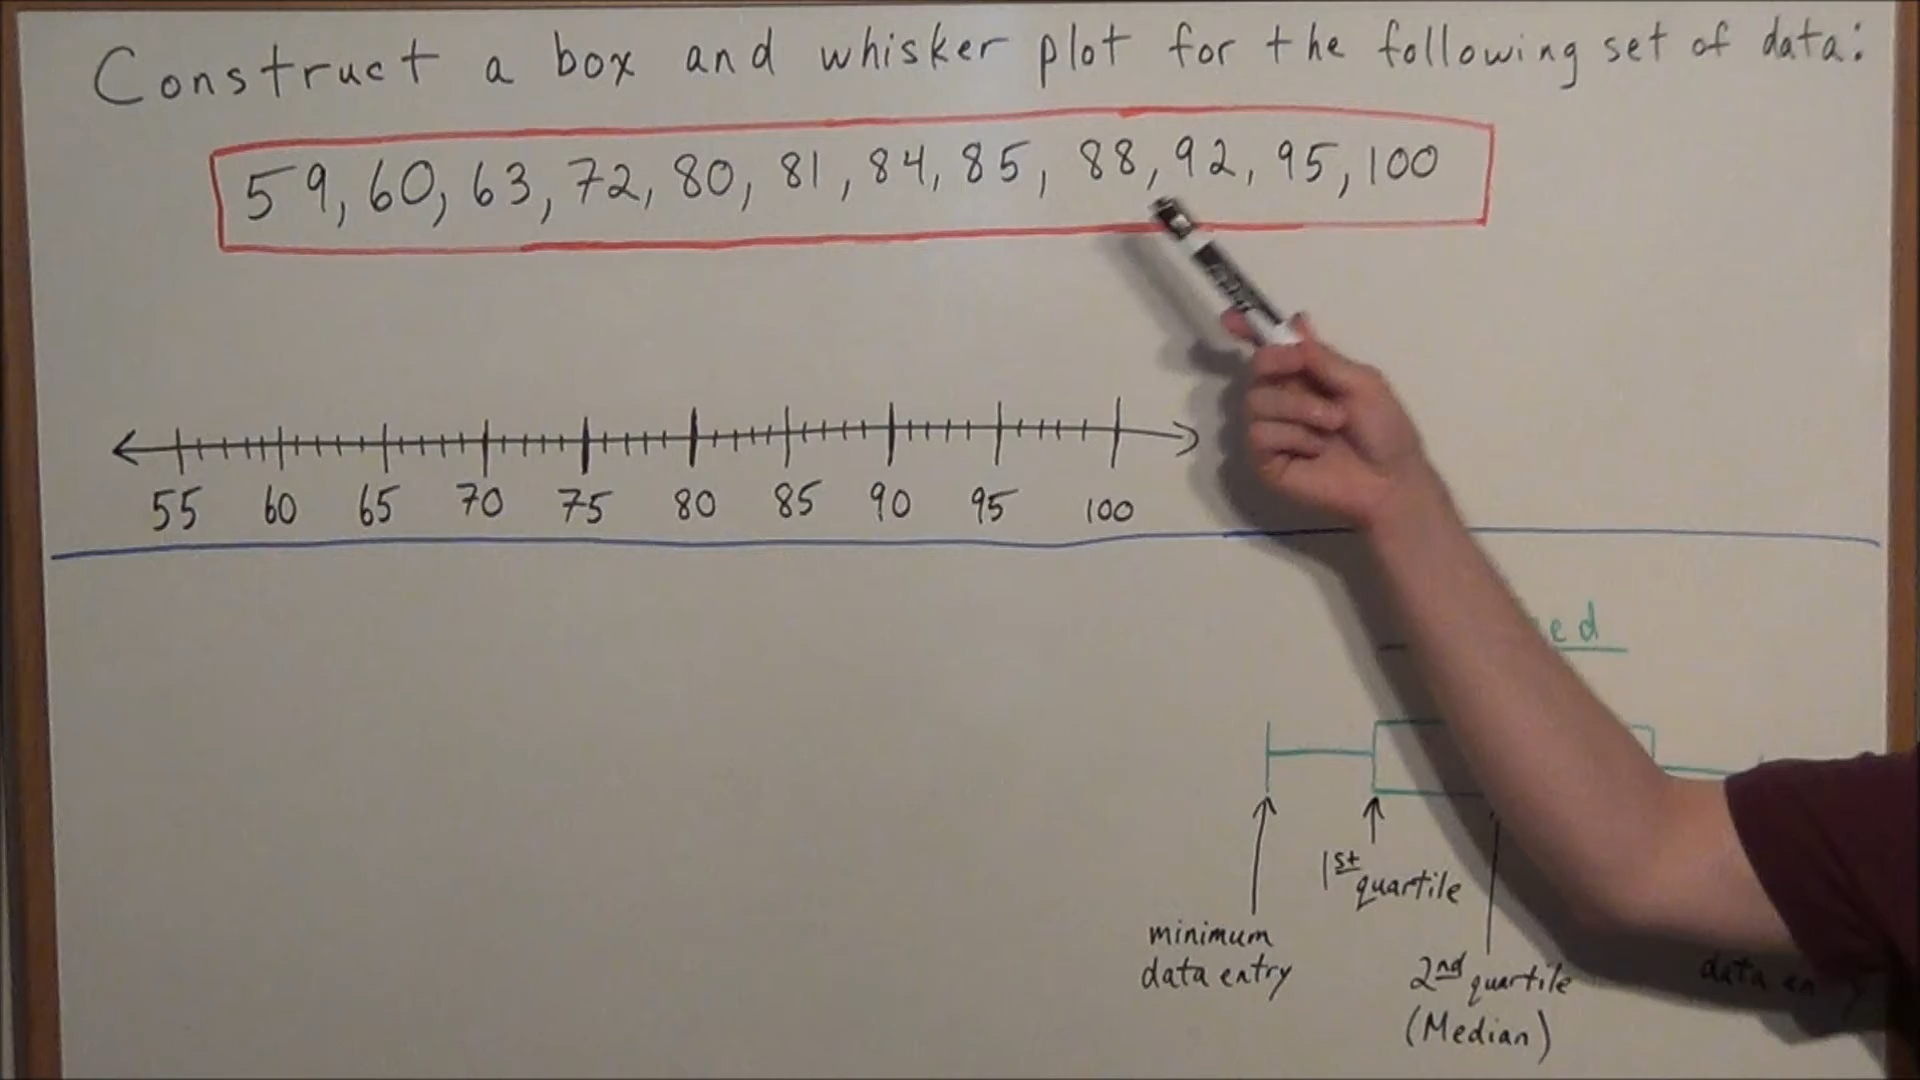 Construct a box and whisker plot for the following set of data:
59, 60, 63, 72, 80, 81, 84, 85, 88, 92, 95, 100
55 60 65 70 75 80 85 90 95 100
1st quartile
minimum data entry
2nd quartile
(Median)
data